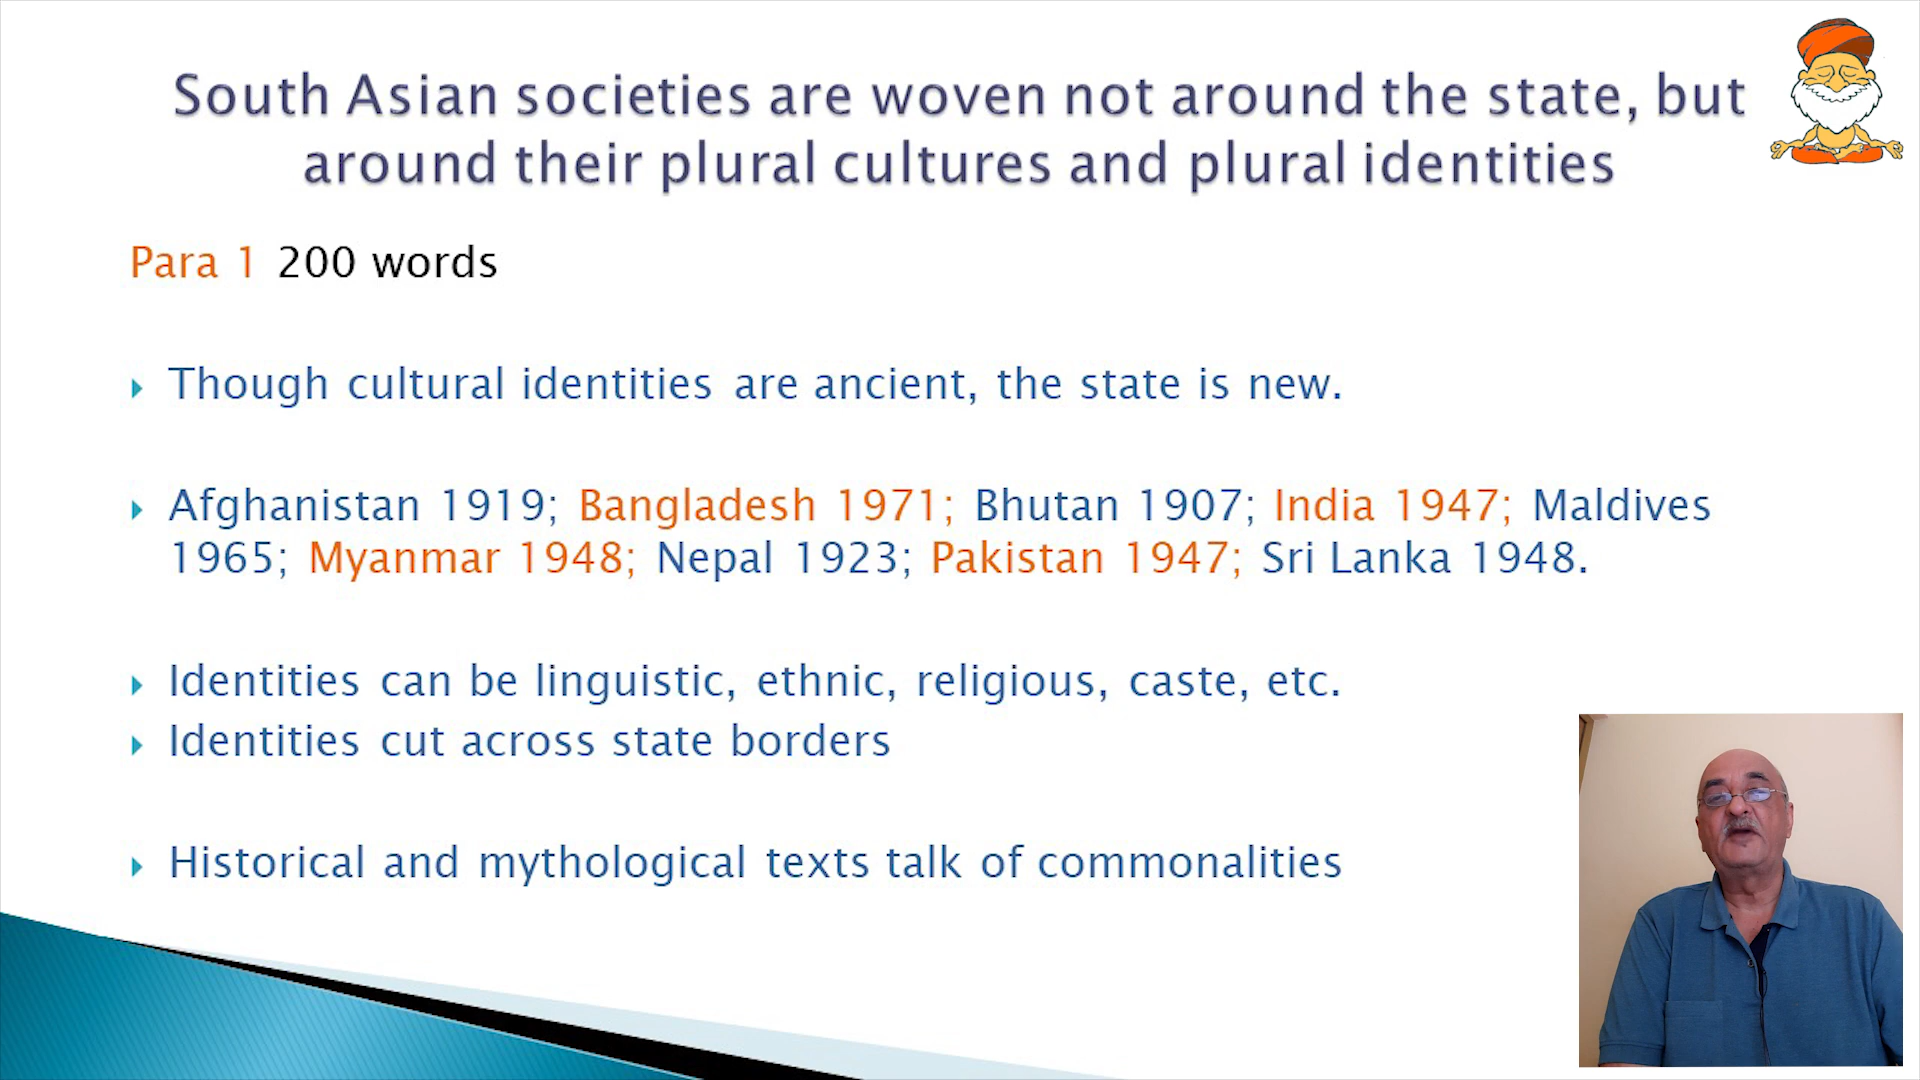 South Asian societies are woven not around the state, but
around their plural cultures and plural identities
Para 1 200 words
Though cultural identities are ancient, the state is new.
Afghanistan 1919; Bangladesh 1971; Bhutan 1907; India 1947; Maldives
1965; Myanmar 1948; Nepal 1923; Pakistan 1947; Sri Lanka 1948.
Identities can be linguistic, ethnic, religious, caste, etc.
Identities cut across state borders
Historical and mythological texts talk of commonalities